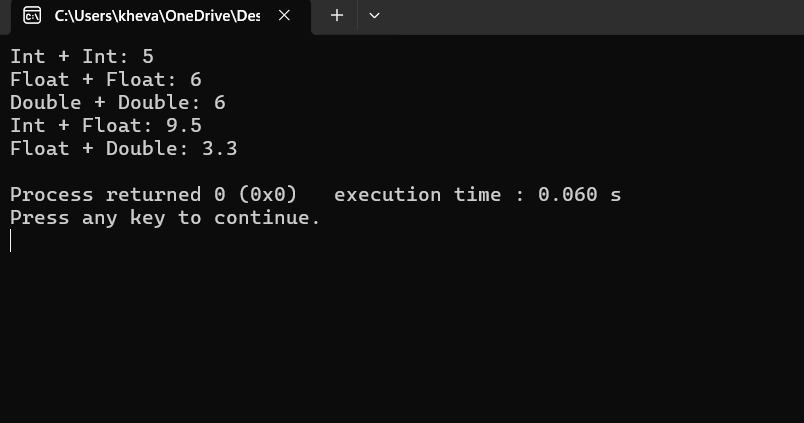 C:\Users\kheva\OneDrive\Des
Int + Int: 5
Float + Float: 6
Double + Double: 6
Int + Float: 9.5
Float + Double: 3.3
Process returned 0 (0x0)   execution time : 0.060 s
Press any key to continue.